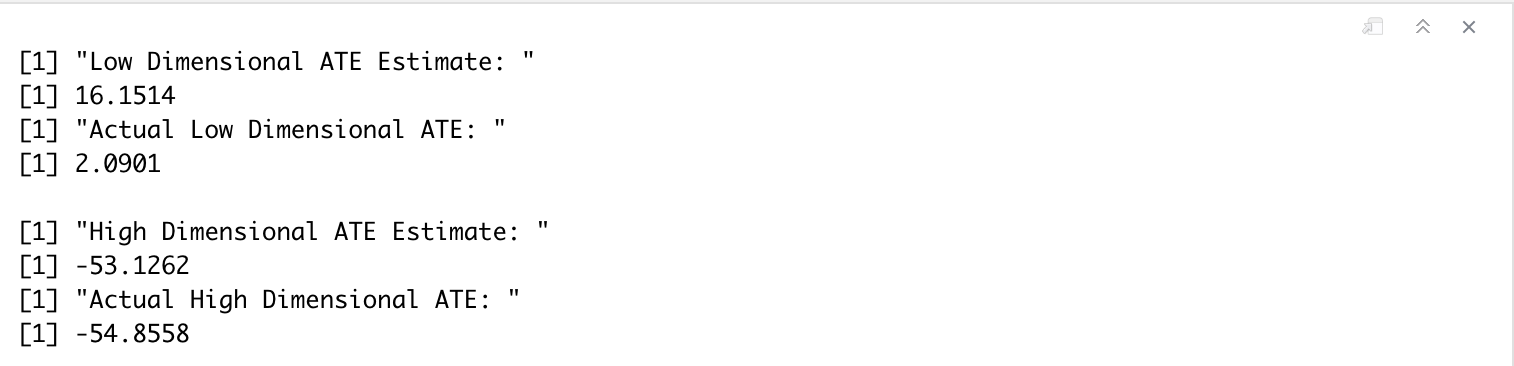 [1] "Low Dimensional ATE Estimate: "
[1] 16.1514
[1] "Actual Low Dimensional ATE: "
[1] 2.0901
[1] "High Dimensional ATE Estimate: "
[1] -53.1262
[1] "Actual High Dimensional ATE: "
[1] -54.8558